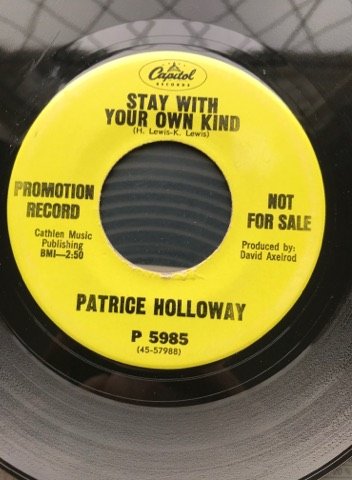 Capitol
RECORDS
STAY WITH
YOUR OWN KIND
(H. Lewis-K. Lewis)
PROMOTION
RECORD
Cathlen Music
Publishing
BMI—2:50
NOT
FOR SALE
Produced by:
David Axelrod
PATRICE HOLLOWAY
P 5985
(45-57988)